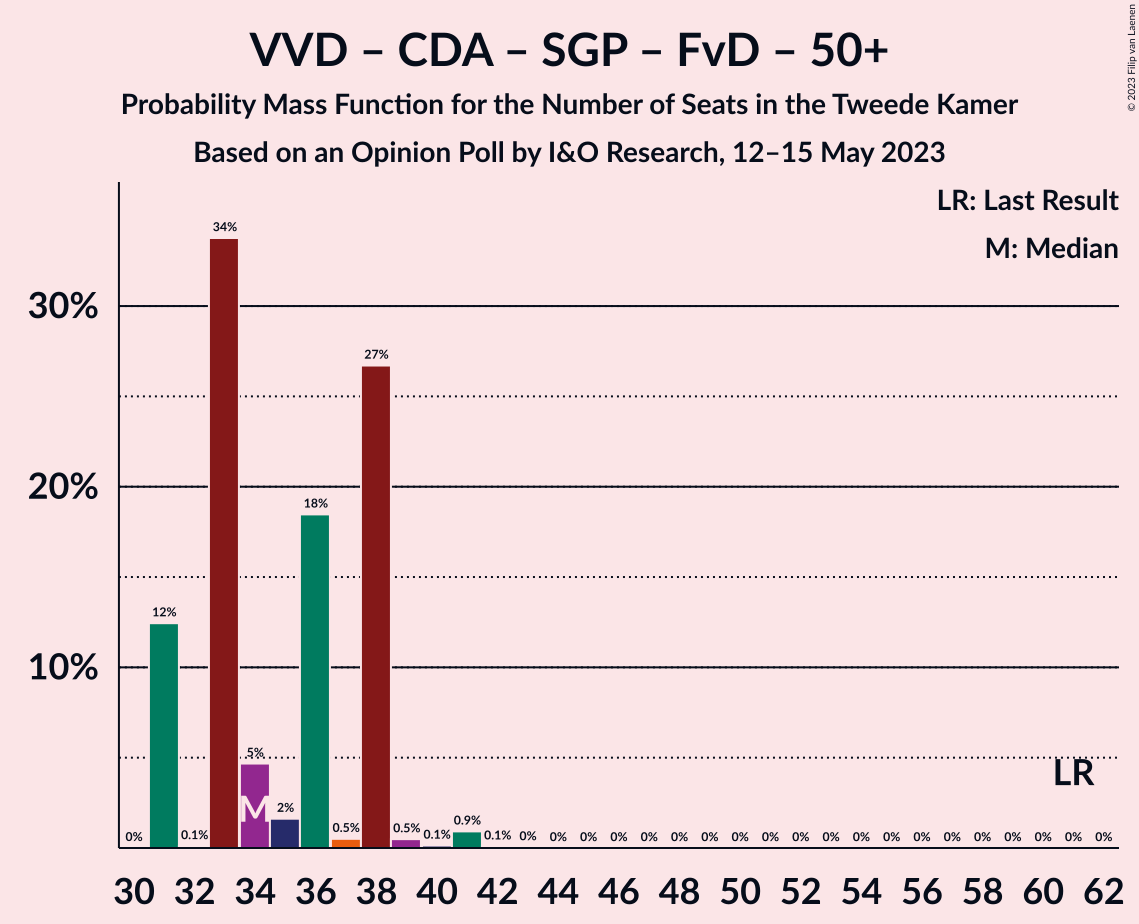 VVD – CDA – SGP – FvD – 50+
Probability Mass Function for the Number of Seats in the Tweede Kamer
Based on an Opinion Poll by I&O Research, 12–15 May 2023
© 2023 Filip van Laenen
LR: Last Result
M: Median
30%
20%
10%
0% 12% 0.1% 34% 5% 2% 18% 0.5% 27% 0.5% 0.1% 0.9% 0.1% 0% 0% 0% 0% 0% 0% 0% 0% 0% 0% 0% 0% 0% 0% 0% 0% 0% 0% 0% 0%
M
LR
30 32 34 36 38 40 42 44 46 48 50 52 54 56 58 60 62